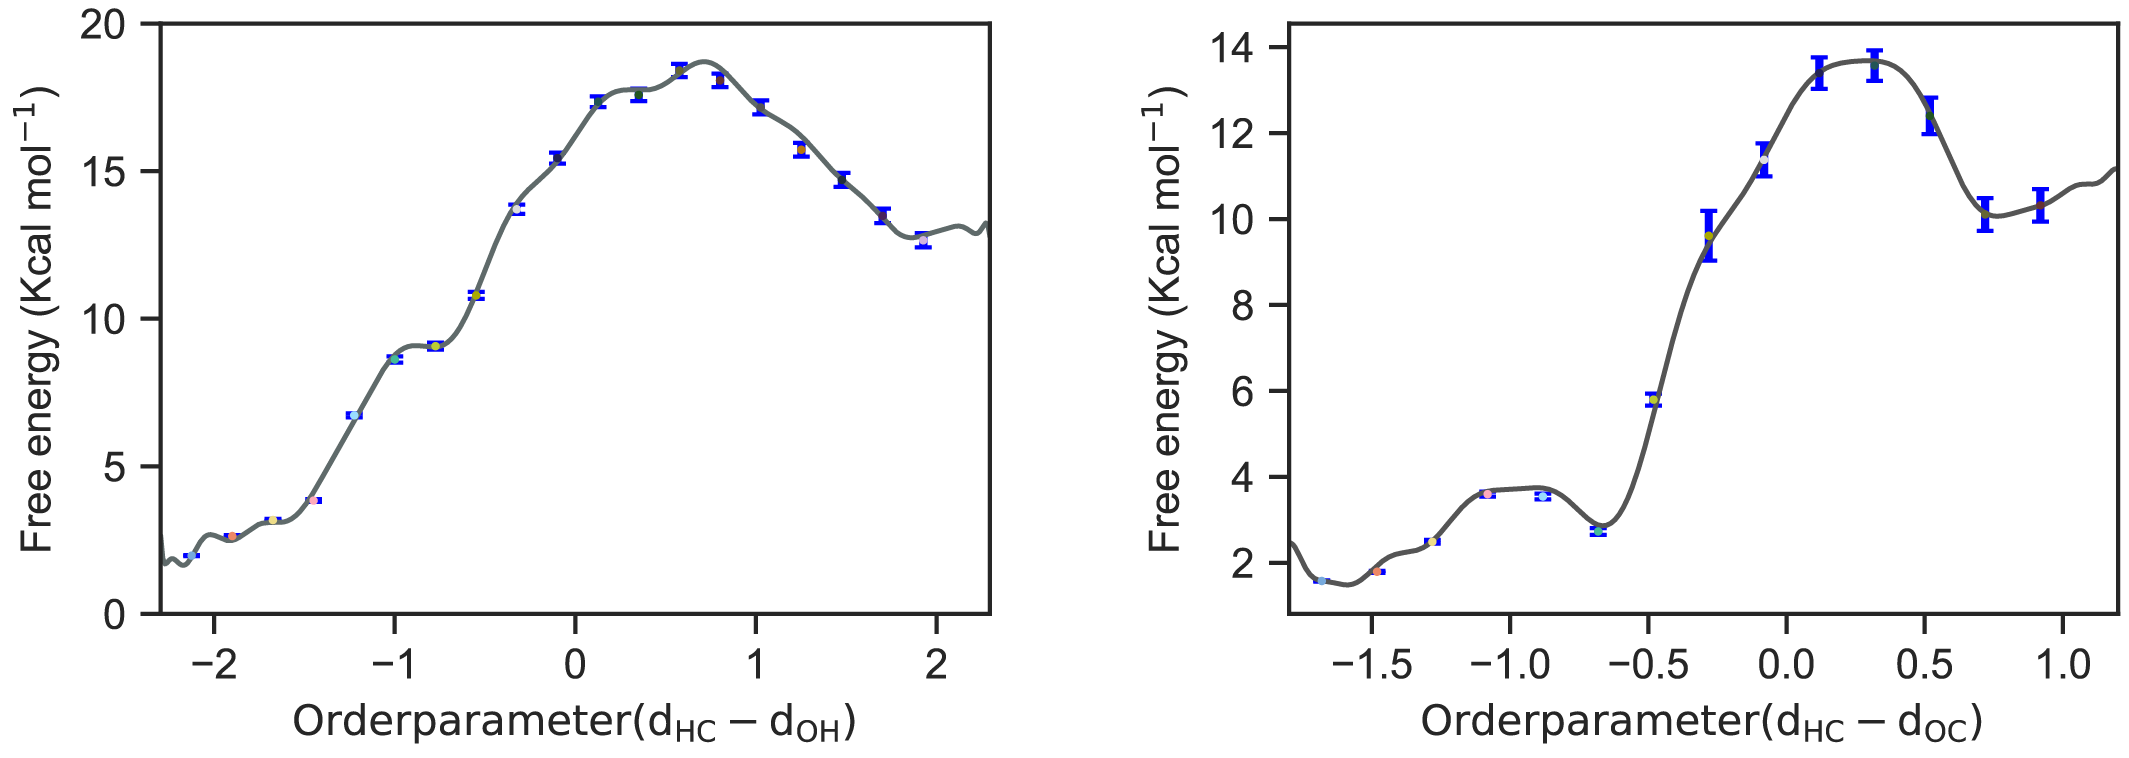 Free energy (Kcal mol⁻¹)
20
15
10
5
0
−2 −1 0 1 2
Orderparameter(dHC − dOH)
Free energy (Kcal mol⁻¹)
14
12
10
8
6
4
2
−1.5 −1.0 −0.5 0.0 0.5 1.0
Orderparameter(dHC − dOC)